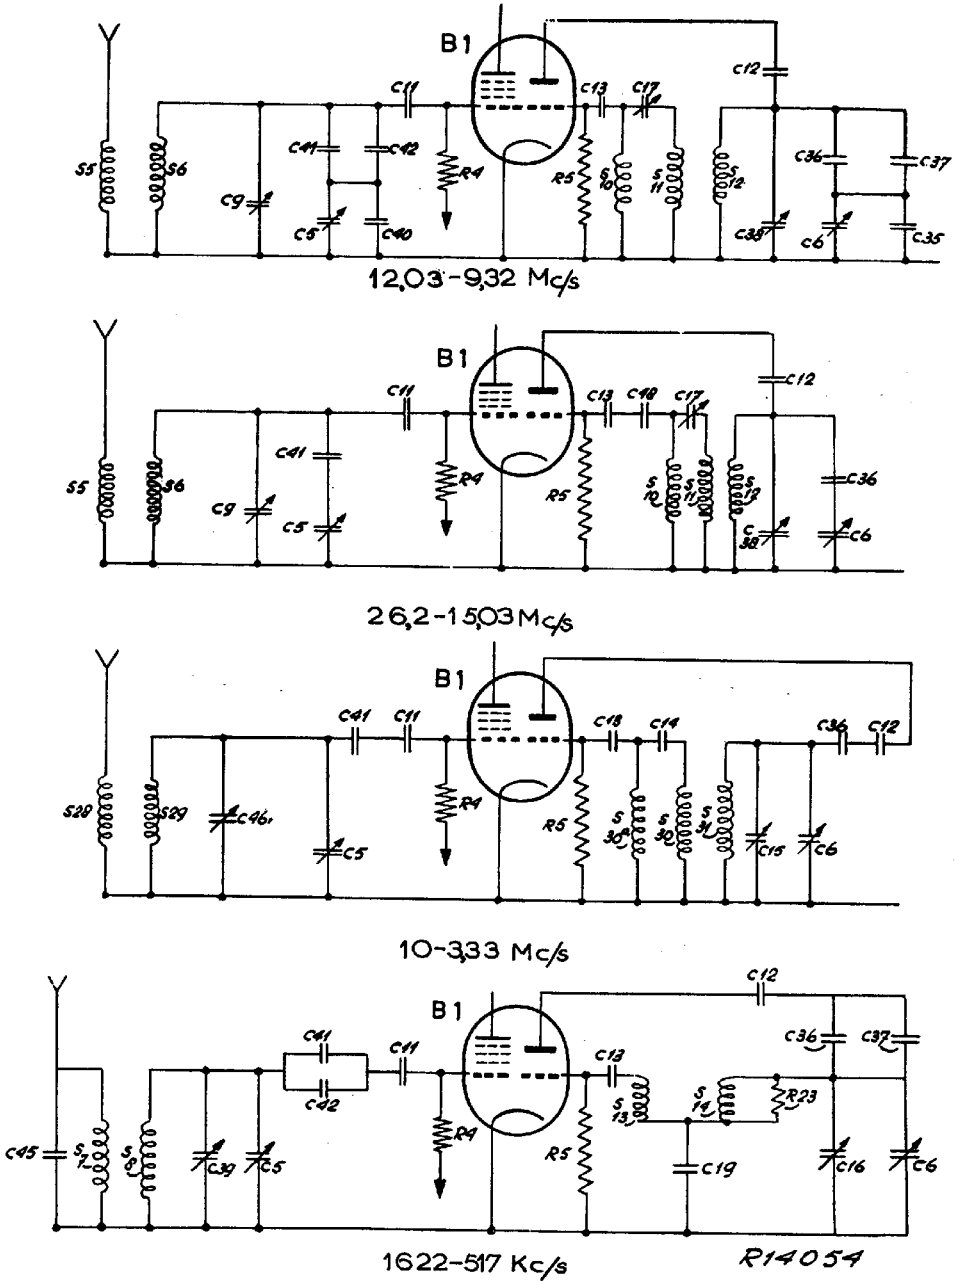 B1
C12
C11
C13 C17
S5 S6 C41 C42 R4 R5 S10 S11 S12 C36 C37
C9 C5 C40 C38 C6 C35
12,03-9,32 Mc/s
B1
C12
C11 C13 C48 C17
S5 S6 C41 R4 R5 S10 S11 S12 C36
C9 C5 C38 C6
26,2-15,03 Mc/s
B1
C41 C11 C13 C14 C36 C12
S28 S29 C46 R4 R5 S30a S30 S31 C15 C6
C5
10-3,33 Mc/s
C12
B1
C41 C11 C13 C36 C37
C42 S13 S14 R23
C45 S7 S8 C39 C5 R4 R5 C19 C16 C6
1622-517 Kc/s
R14054